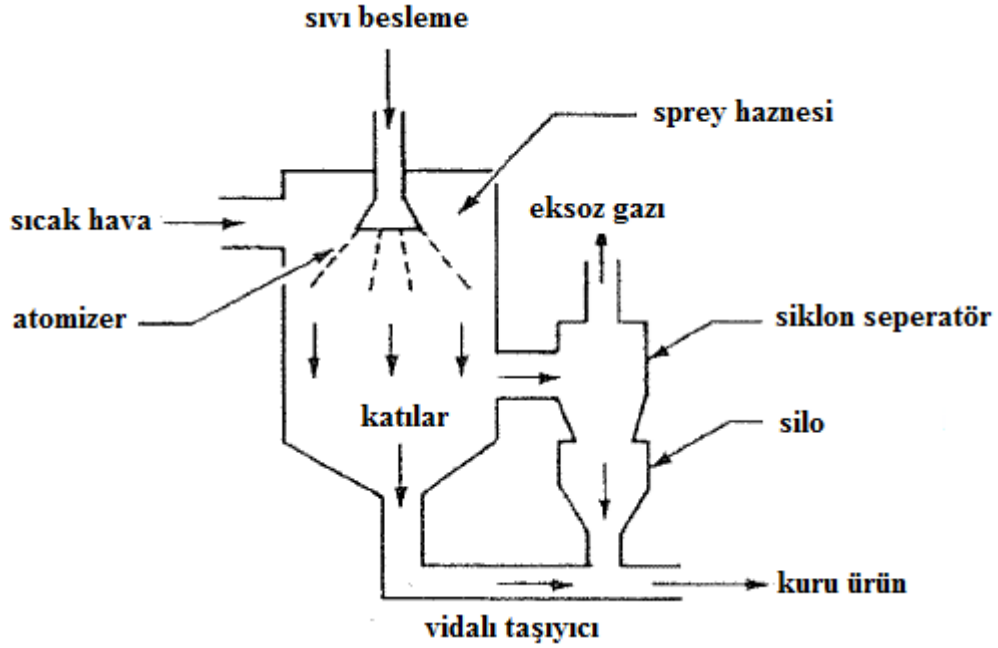 sıvı besleme
sprey haznesi
sıcak hava
eksoz gazı
atomizer
siklon seperatör
katılar
silo
kuru ürün
vidalı taşıyıcı